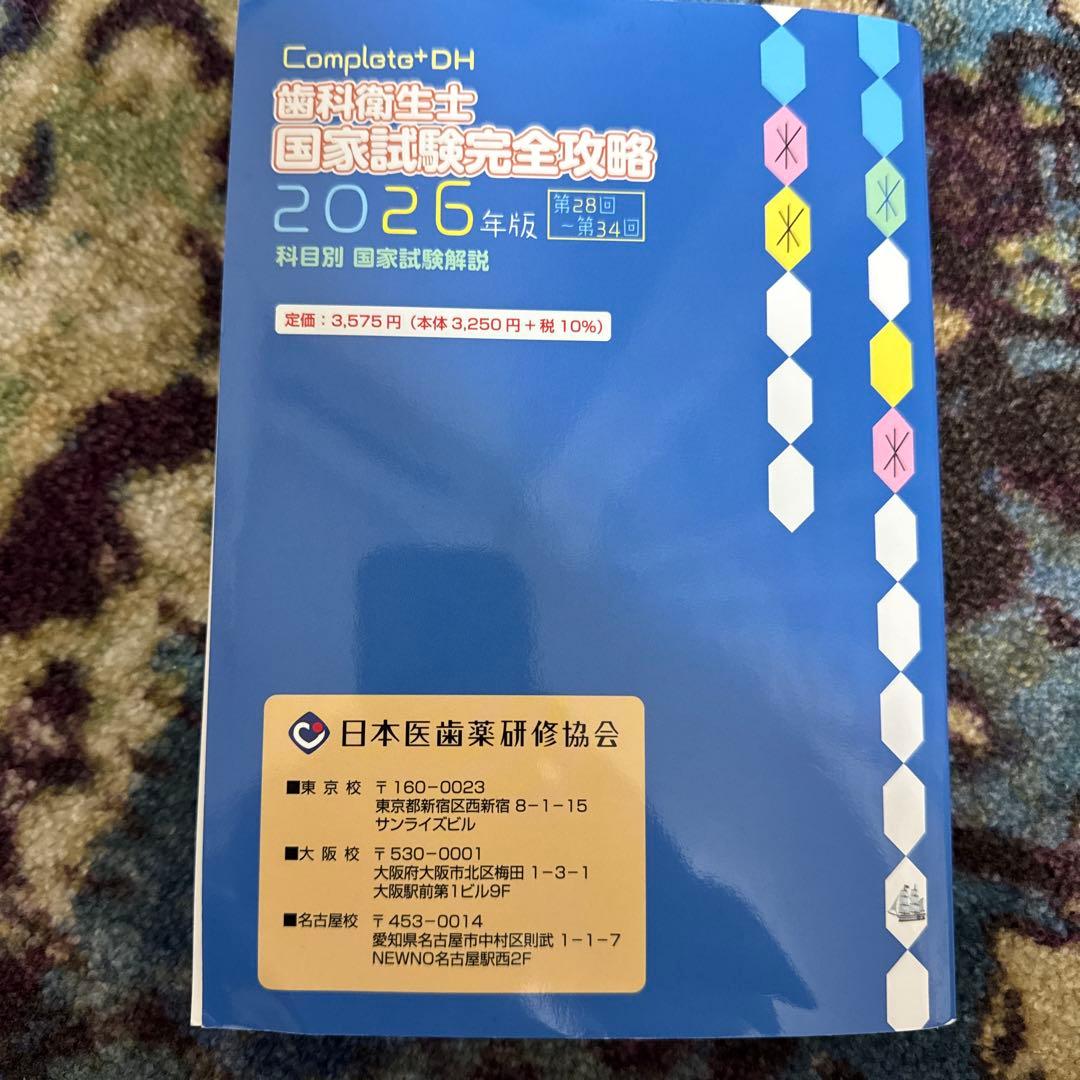 Complete+DH
歯科衛生士
国家試験完全攻略
2026年版
第28回
~第34回
科目別 国家試験解説
定価:3,575円(本体3,250円+税10%)
日本医歯薬研修協会
■東京校 〒160-0023
東京都新宿区西新宿 8-1-15
サンライズビル
■大阪校 〒530-0001
大阪府大阪市北区梅田 1-3-1
大阪駅前第1ビル9F
■名古屋校 〒453-0014
愛知県名古屋市中村区則武 1-1-7
NEWNO名古屋駅西2F